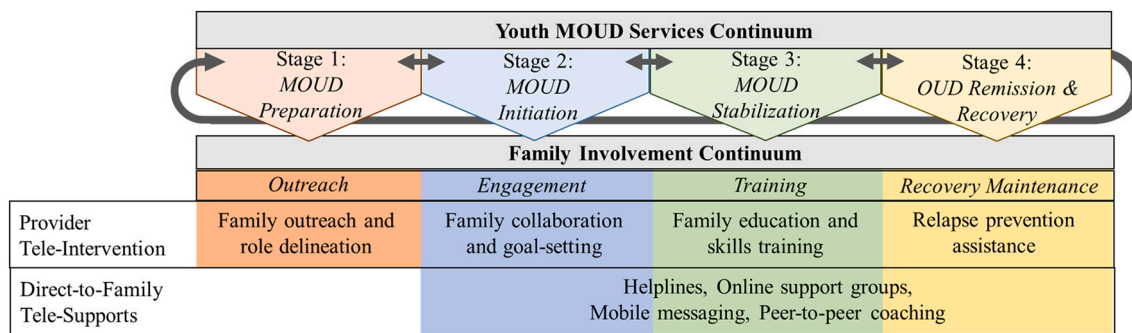 Youth MOUD Services Continuum
Stage 1:
MOUD
Preparation
Stage 2:
MOUD
Initiation
Stage 3:
MOUD
Stabilization
Stage 4:
OUD Remission &
Recovery
Family Involvement Continuum
Outreach
Engagement
Training
Recovery Maintenance
Provider
Tele-Intervention
Family outreach and
role delineation
Family collaboration
and goal-setting
Family education and
skills training
Relapse prevention
assistance
Direct-to-Family
Tele-Supports
Helplines, Online support groups,
Mobile messaging, Peer-to-peer coaching